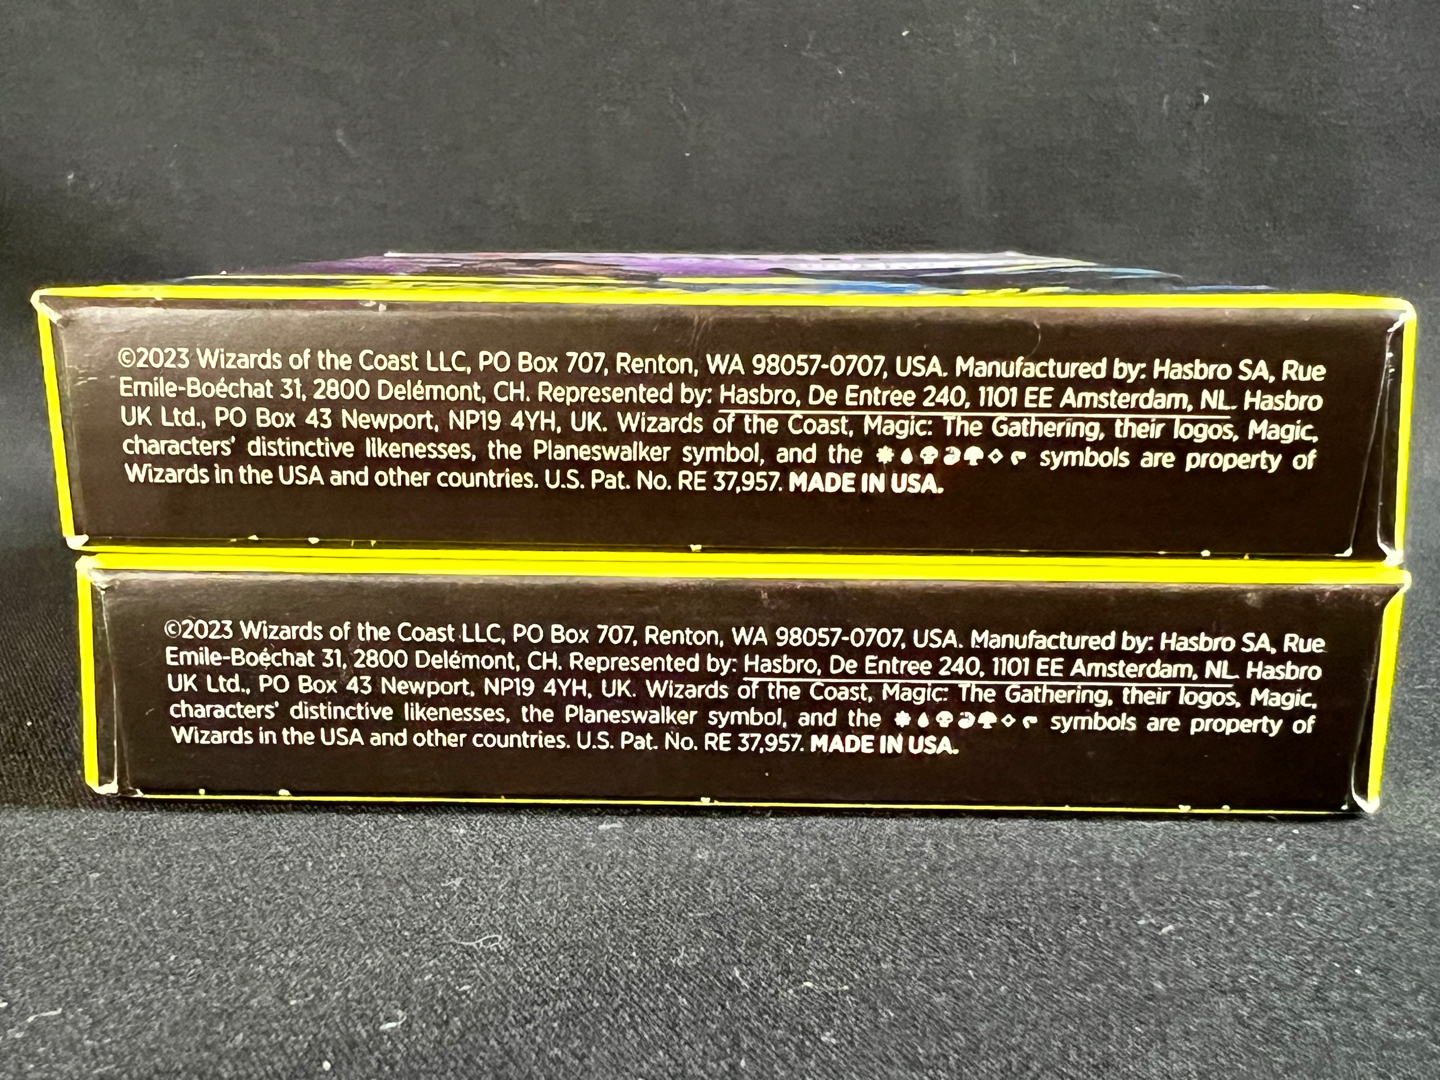 ©2023 Wizards of the Coast LLC, PO Box 707, Renton, WA 98057-0707, USA. Manufactured by: Hasbro SA, Rue
Emile-Boéchat 31, 2800 Delémont, CH. Represented by: Hasbro, De Entree 240, 1101 EE Amsterdam, NL. Hasbro
UK Ltd., PO Box 43 Newport, NP19 4YH, UK. Wizards of the Coast, Magic: The Gathering, their logos, Magic,
characters' distinctive likenesses, the Planeswalker symbol, and the symbols are property of
Wizards in the USA and other countries. U.S. Pat. No. RE 37,957. MADE IN USA.
©2023 Wizards of the Coast LLC, PO Box 707, Renton, WA 98057-0707, USA. Manufactured by: Hasbro SA, Rue
Emile-Boéchat 31, 2800 Delémont, CH. Represented by: Hasbro, De Entree 240, 1101 EE Amsterdam, NL. Hasbro
UK Ltd., PO Box 43 Newport, NP19 4YH, UK. Wizards of the Coast, Magic: The Gathering, their logos, Magic,
characters' distinctive likenesses, the Planeswalker symbol, and the symbols are property of
Wizards in the USA and other countries. U.S. Pat. No. RE 37,957. MADE IN USA.